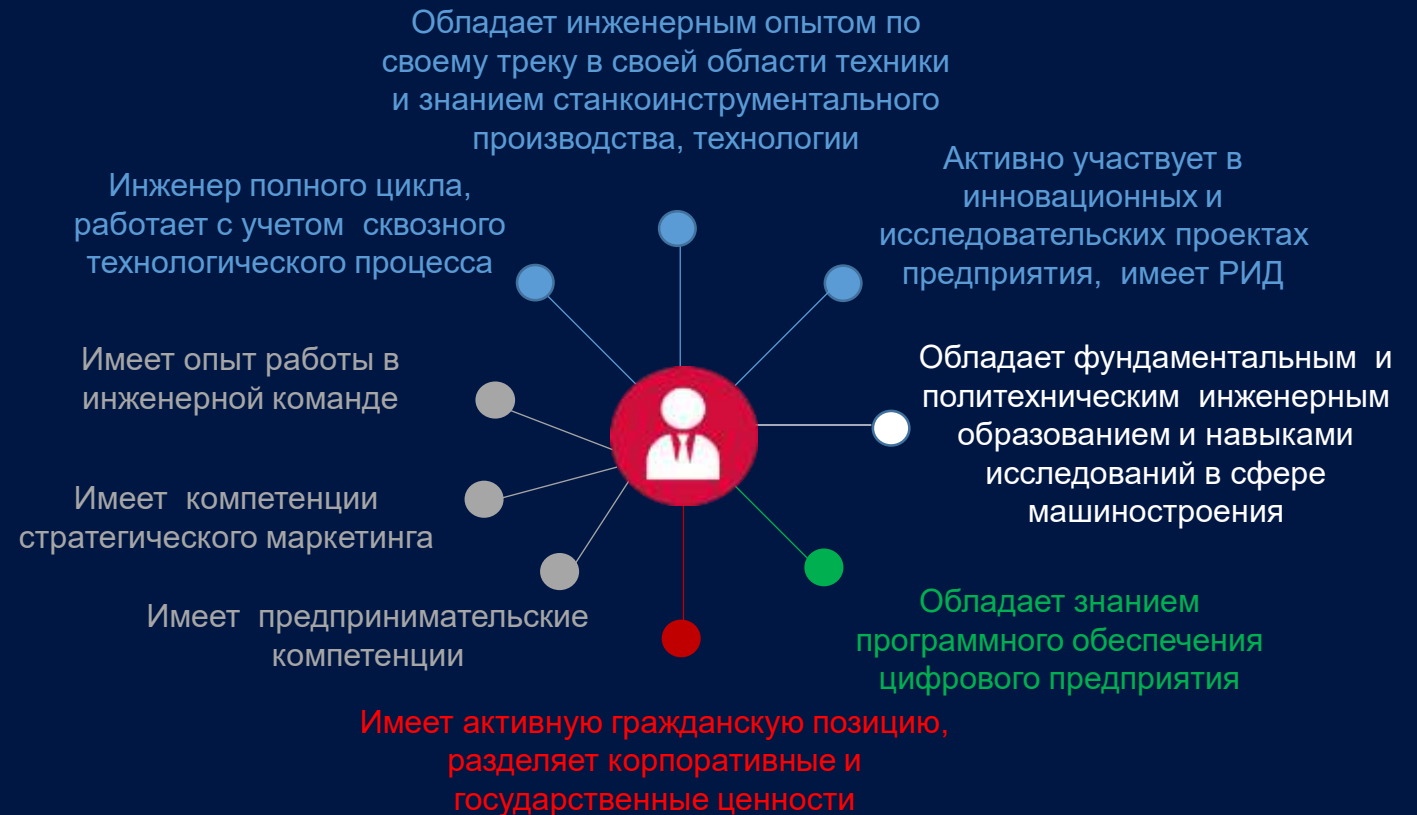 Обладает инженерным опытом по
своему треку в своей области техники
и знанием станкоинструментального
производства, технологии
Активно участвует в
инновационных и
исследовательских проектах
предприятия, имеет РИД
Инженер полного цикла,
работает с учетом сквозного
технологического процесса
Имеет опыт работы в
инженерной команде
Обладает фундаментальным и
политехническим инженерным
образованием и навыками
исследований в сфере
машиностроения
Имеет компетенции
стратегического маркетинга
Имеет предпринимательские
компетенции
Обладает знанием
программного обеспечения
цифрового предприятия
Имеет активную гражданскую позицию,
разделяет корпоративные и
государственные ценности